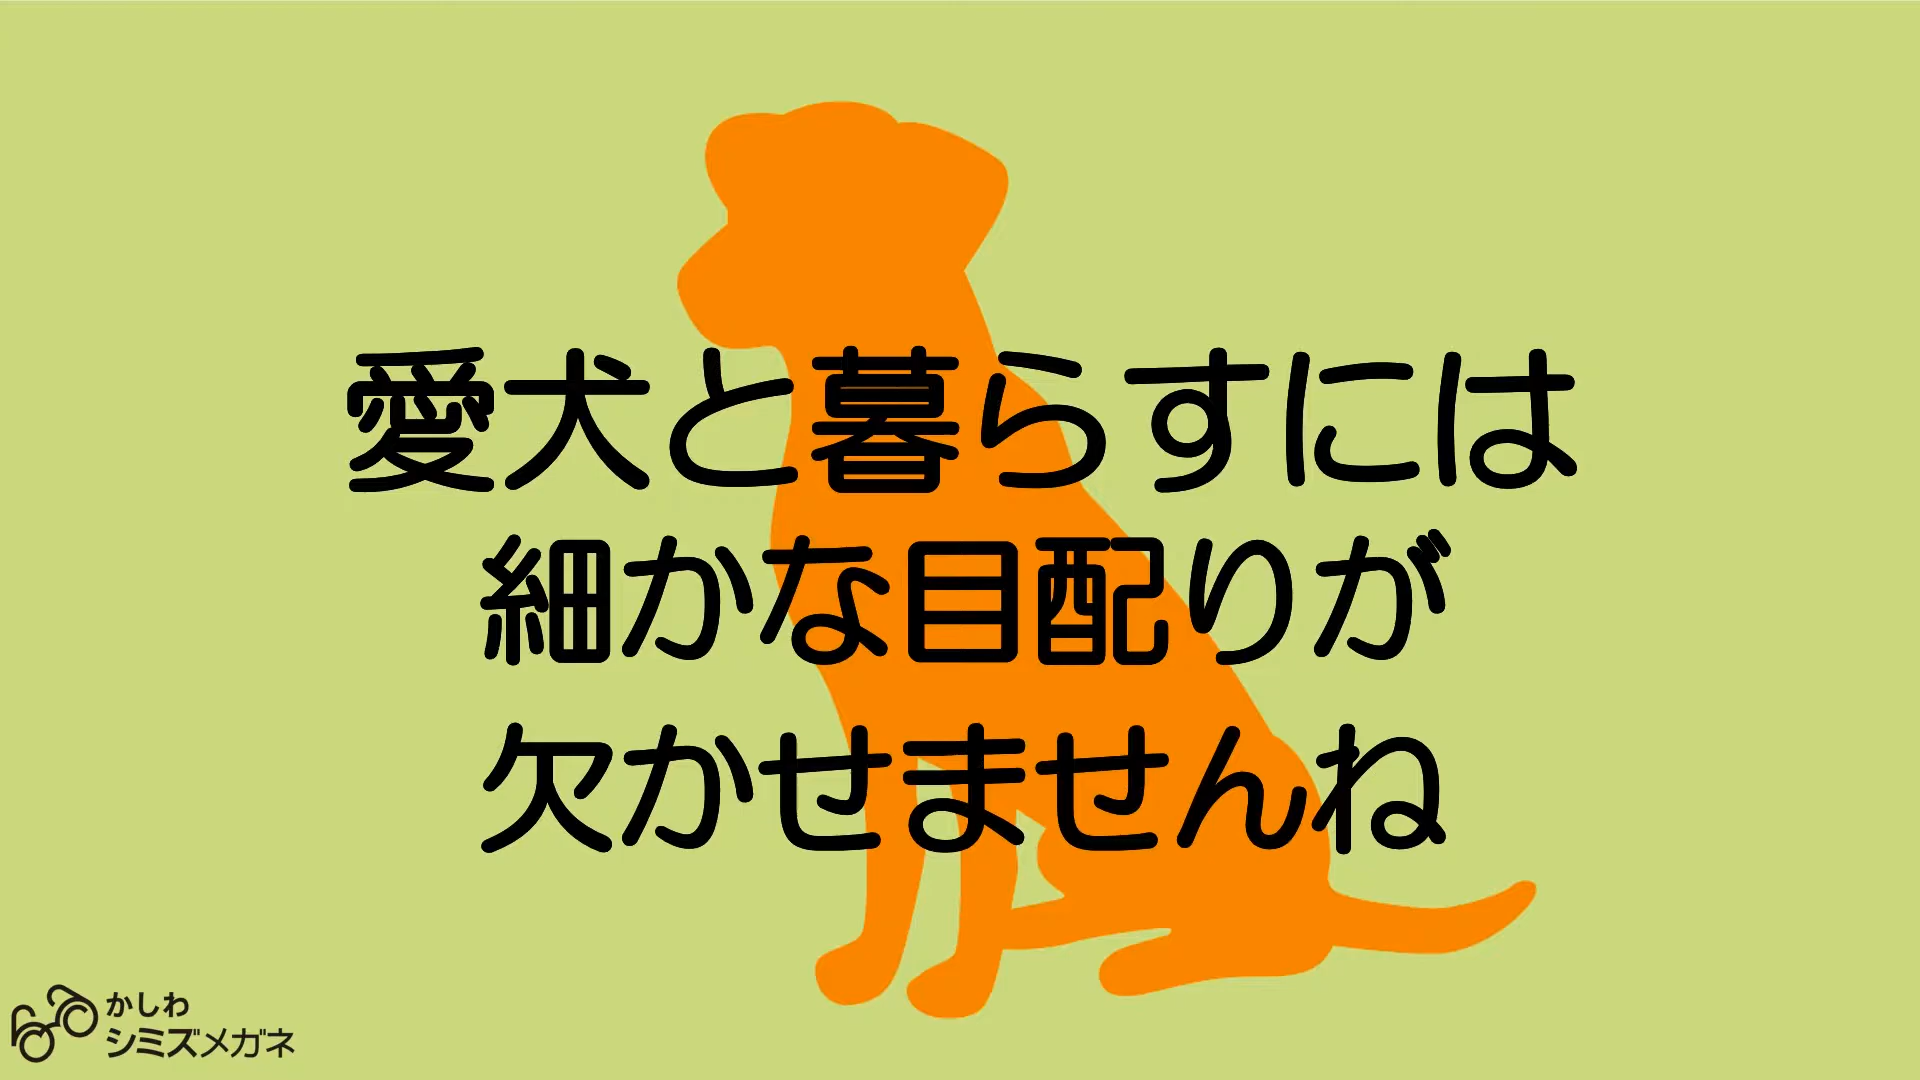 愛犬と暮らすには
細かな目配りが
欠かせませんね
かしわ
シミズメガネ